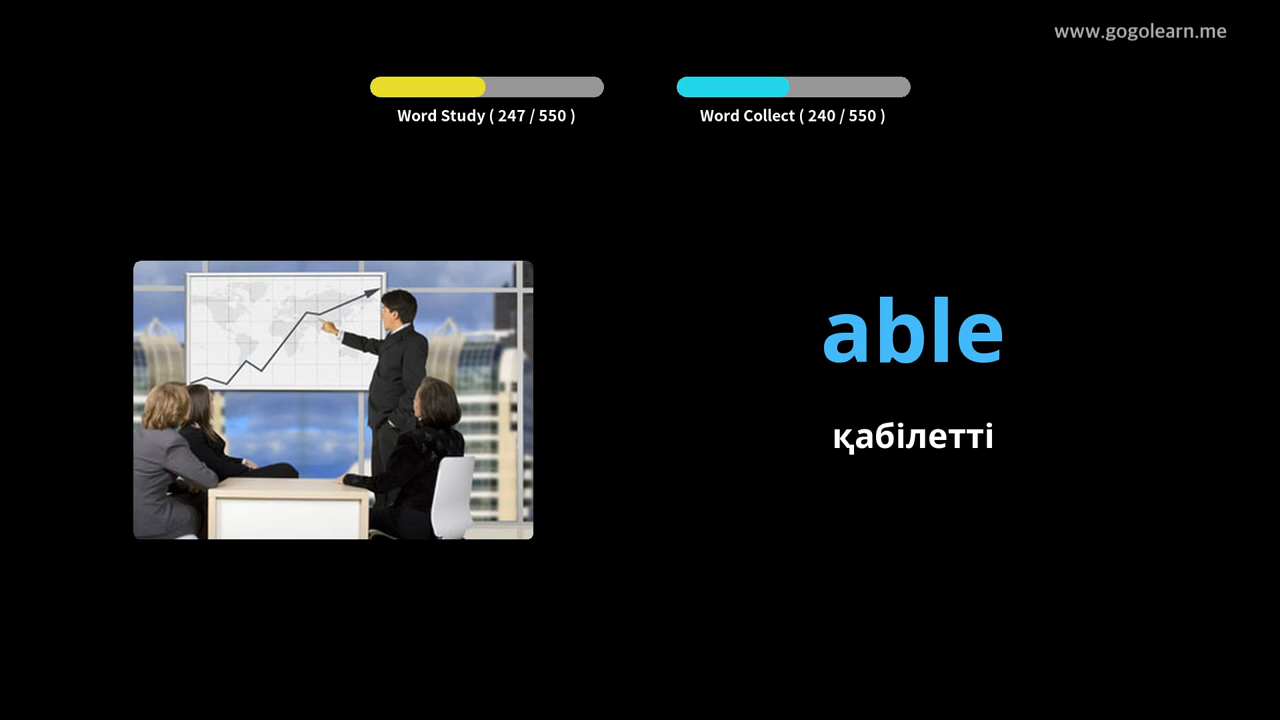 www.gogolearn.me
Word Study ( 247 / 550 )
Word Collect ( 240 / 550 )
able
қабілетті